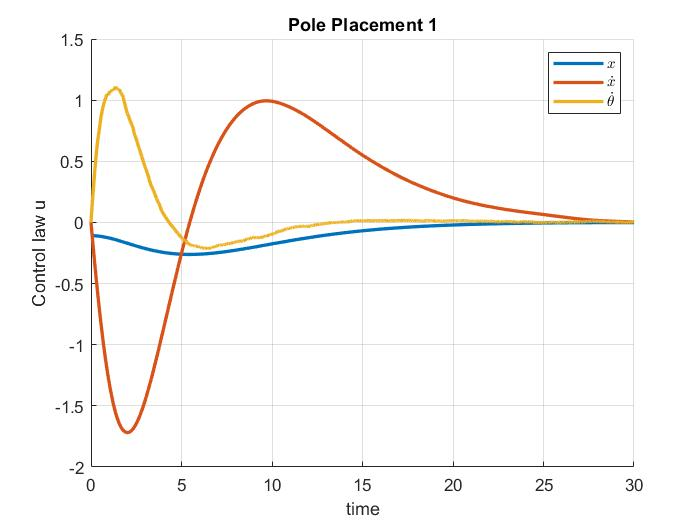 Pole Placement 1
1.5
1
0.5
0
-0.5
-1
-1.5
-2
Control law u
x
ẋ
θ̇
0 5 10 15 20 25 30
time